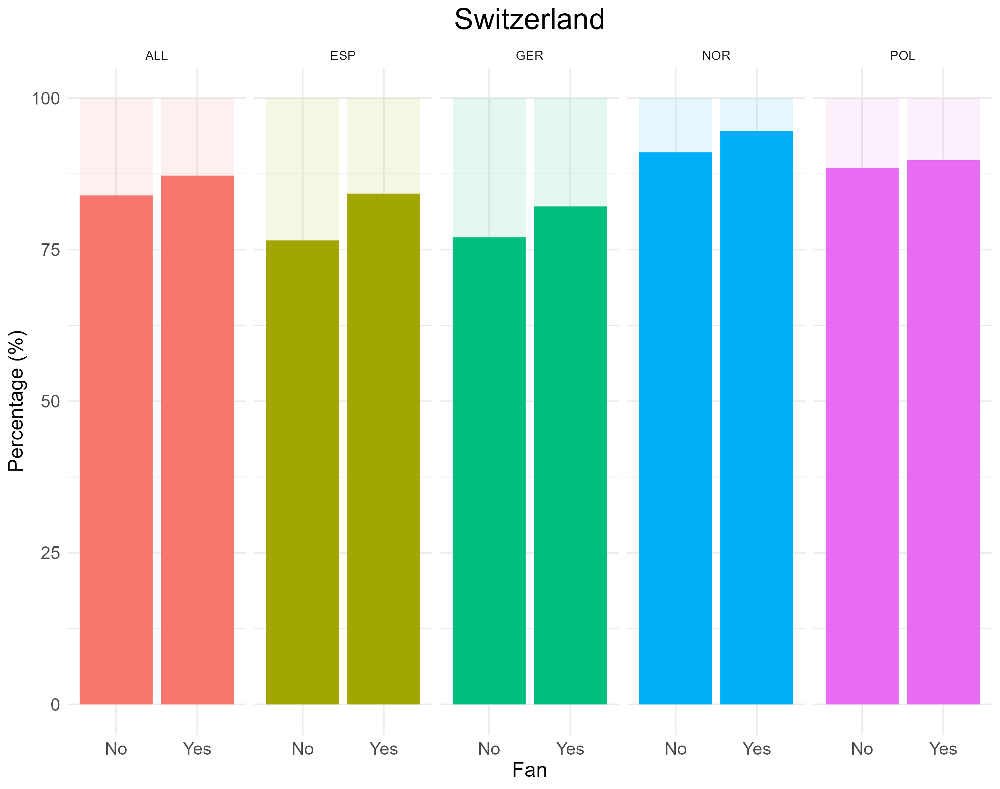 Switzerland
ALL ESP GER NOR POL
100
75
50
25
0
Percentage (%)
No Yes No Yes No Yes No Yes No Yes
Fan